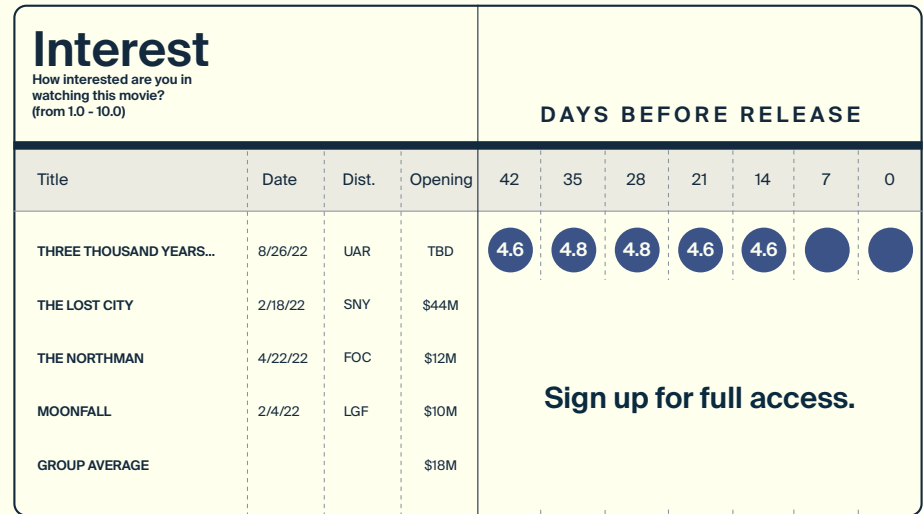 Interest
How interested are you in
watching this movie?
(from 1.0 - 10.0)
DAYS BEFORE RELEASE
Title Date Dist. Opening 42 35 28 21 14 7 0
THREE THOUSAND YEARS... 8/26/22 UAR TBD 4.6 4.8 4.8 4.6 4.6
THE LOST CITY 2/18/22 SNY $44M
THE NORTHMAN 4/22/22 FOC $12M
Sign up for full access.
MOONFALL 2/4/22 LGF $10M
GROUP AVERAGE $18M